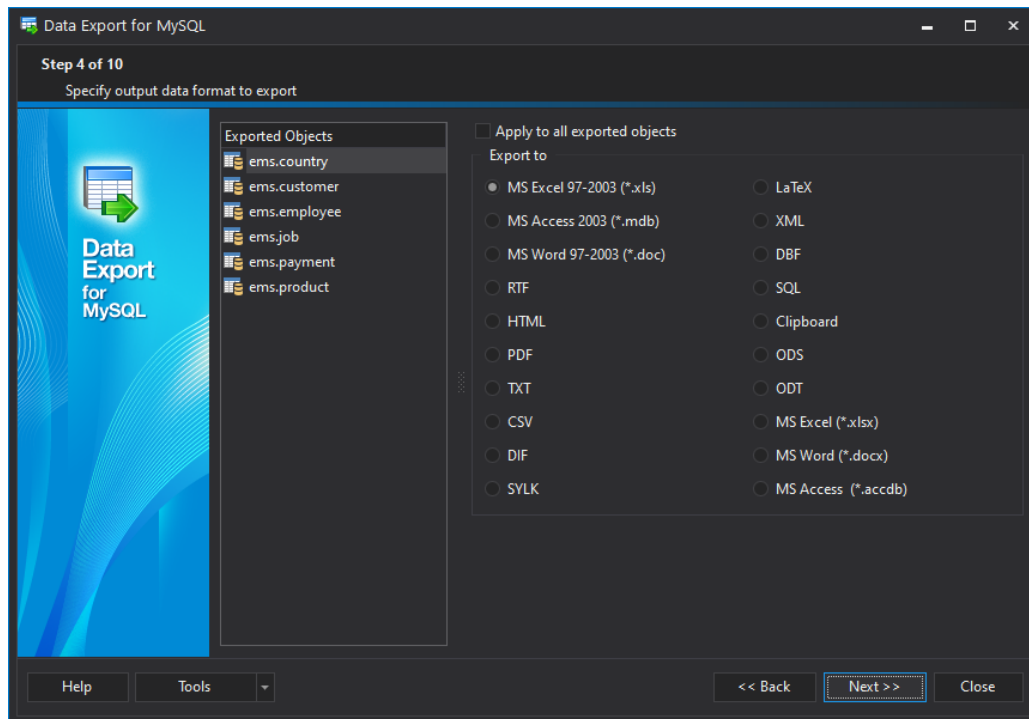 Data Export for MySQL
Step 4 of 10
Specify output data format to export
Data
Export
for
MySQL
Exported Objects
ems.country
ems.customer
ems.employee
ems.job
ems.payment
ems.product
Apply to all exported objects
Export to
MS Excel 97-2003 (*.xls)
MS Access 2003 (*.mdb)
MS Word 97-2003 (*.doc)
RTF
HTML
PDF
TXT
CSV
DIF
SYLK
LaTeX
XML
DBF
SQL
Clipboard
ODS
ODT
MS Excel (*.xlsx)
MS Word (*.docx)
MS Access (*.accdb)
Help
Tools
<< Back
Next >>
Close